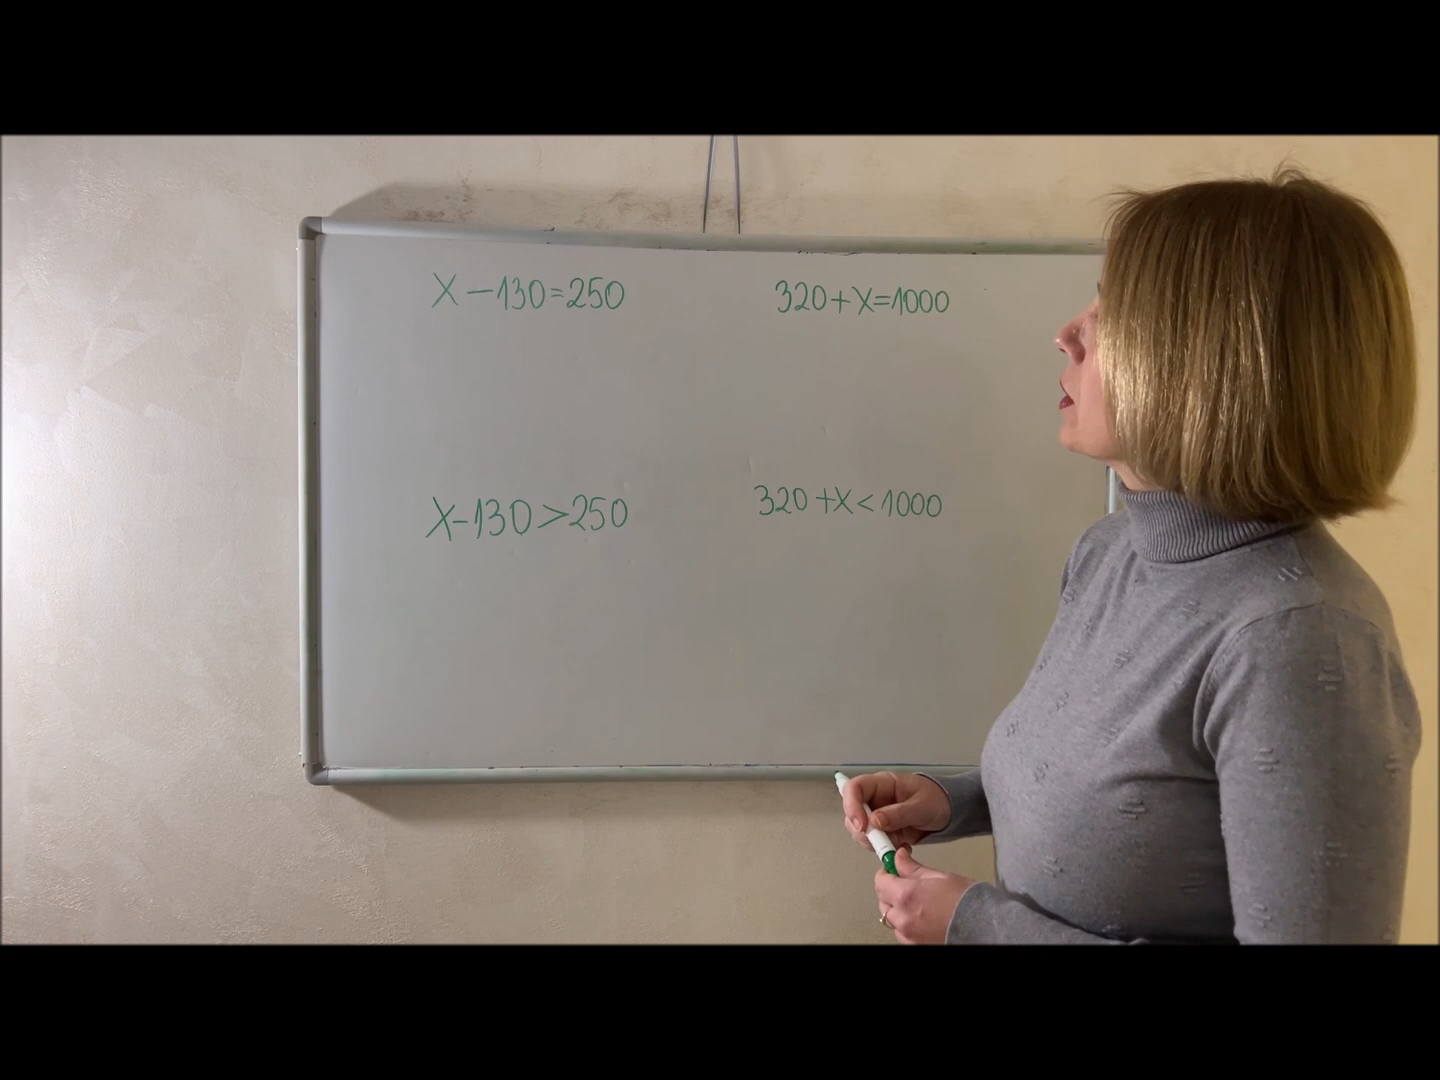 X - 130 = 250
320 + X = 1000
X - 130 > 250
320 + X < 1000